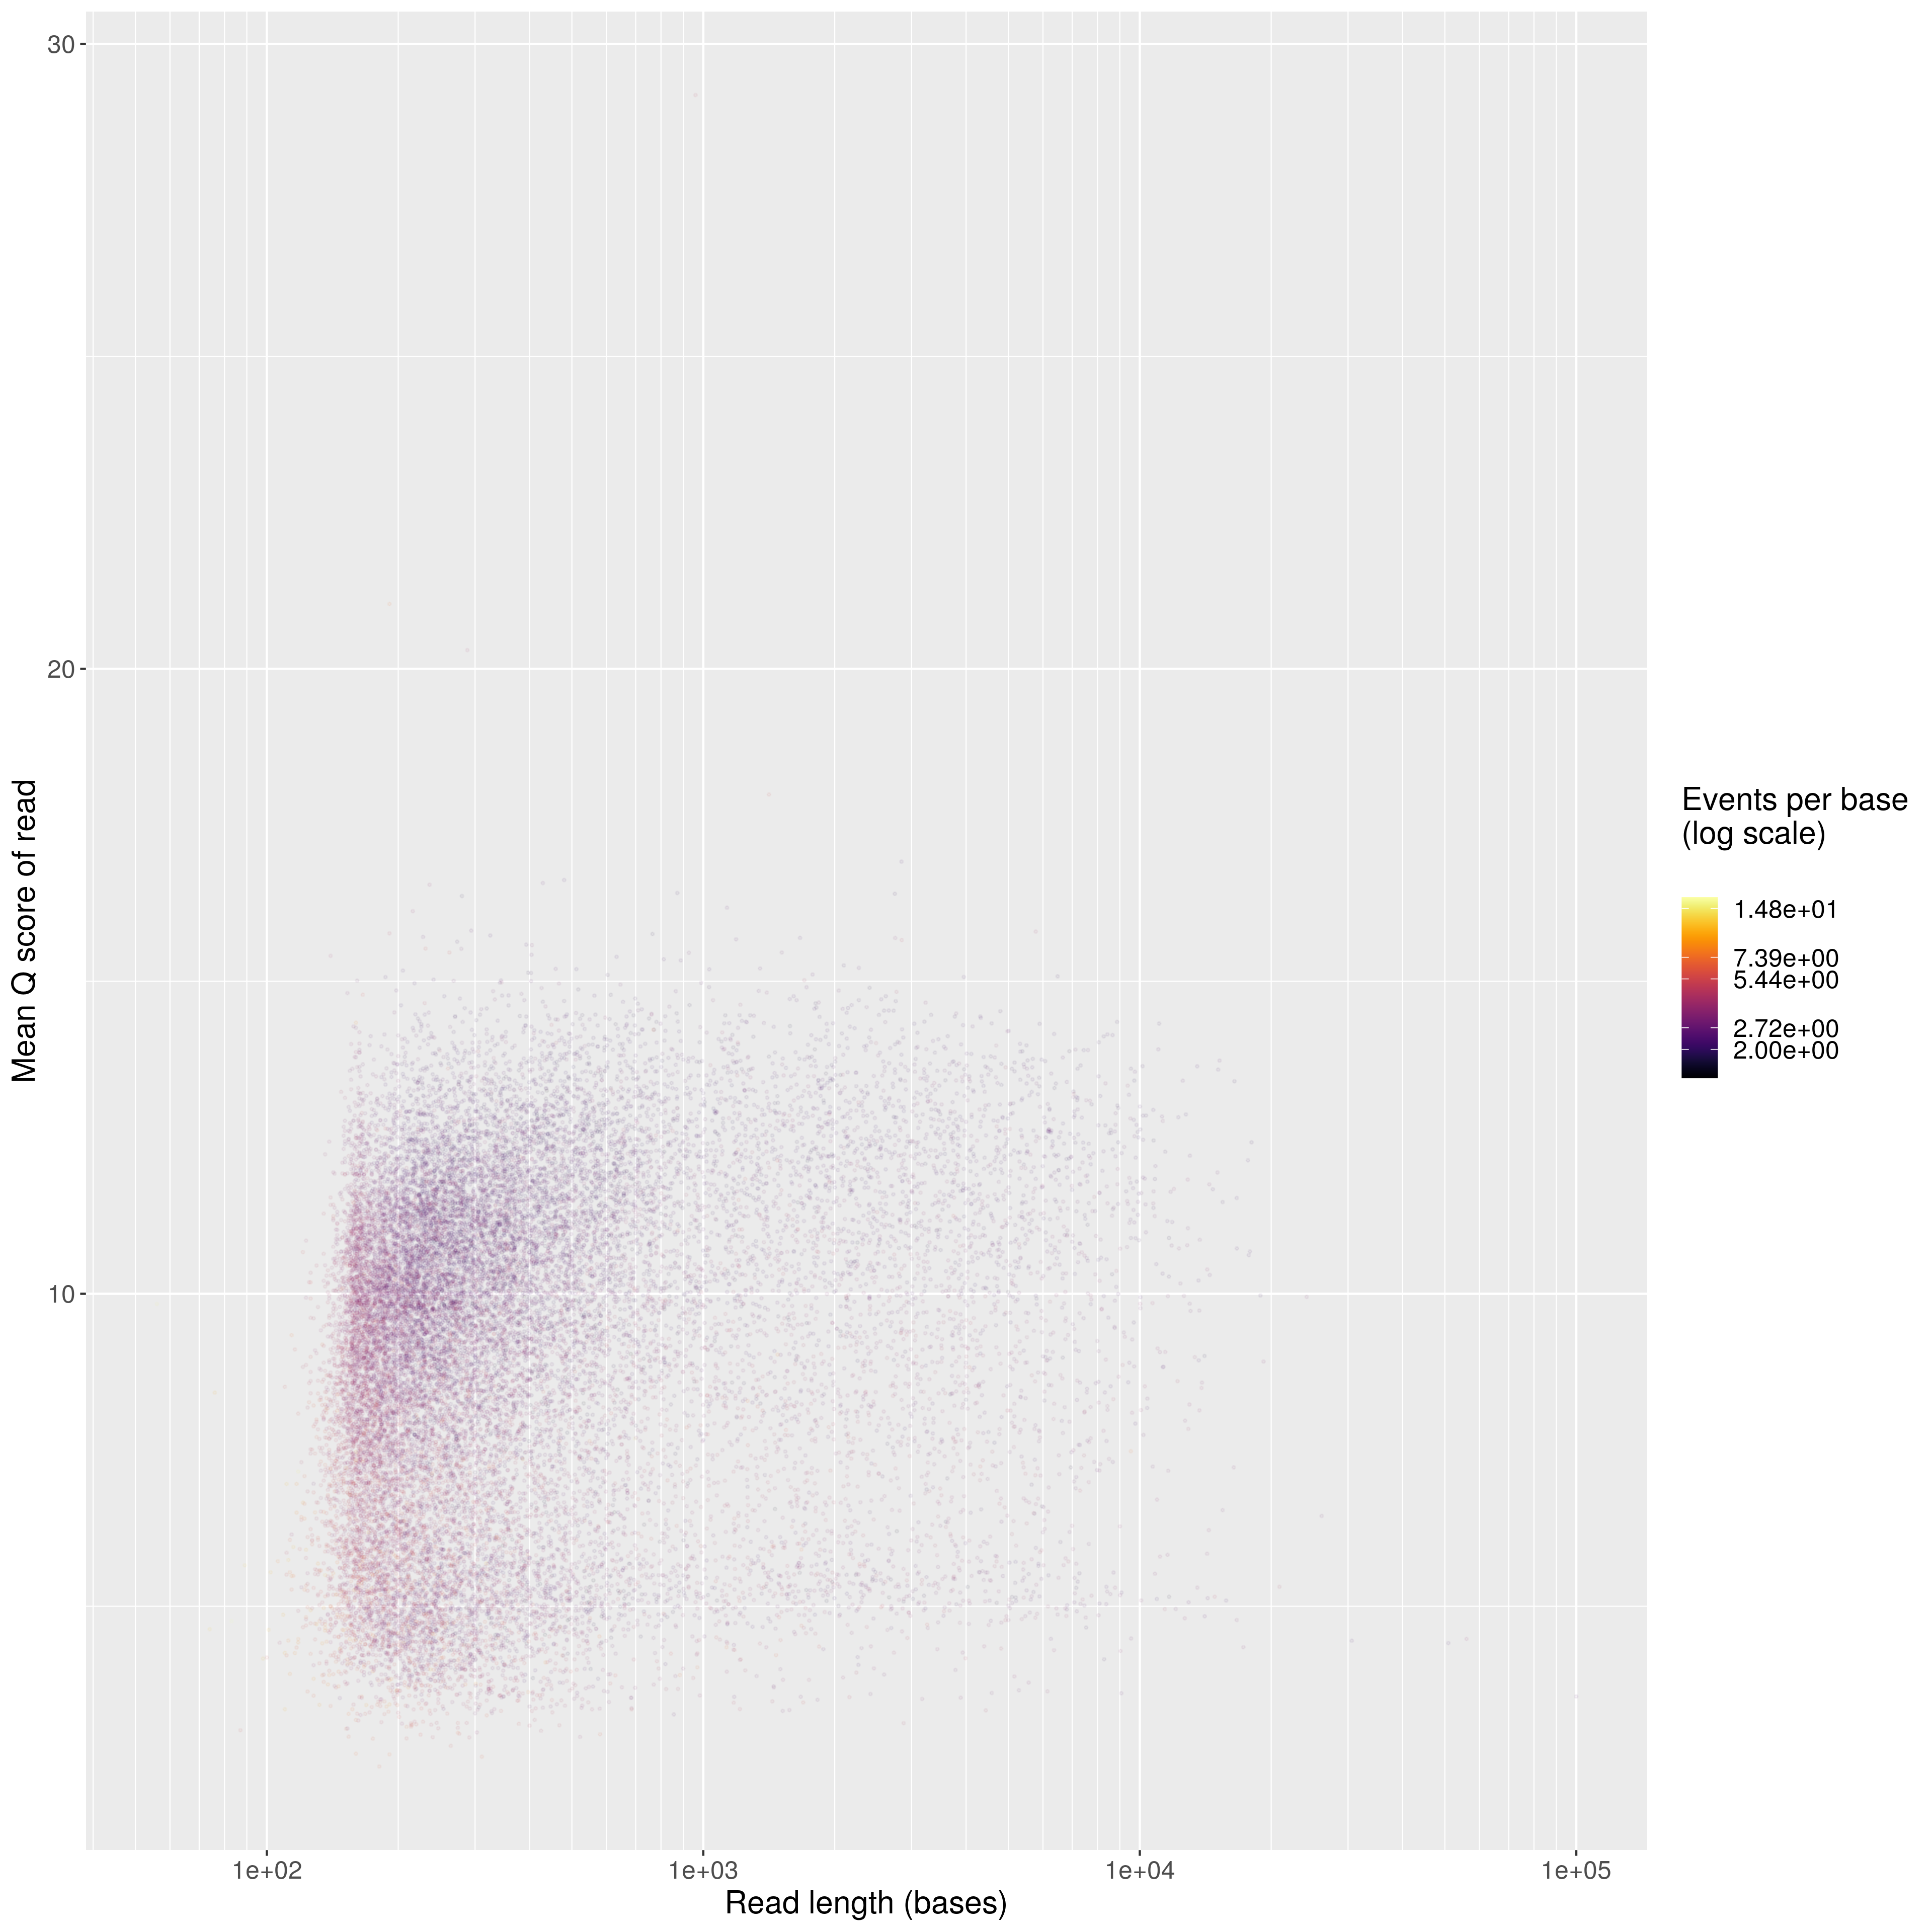 30
20
10
Mean Q score of read
1e+02
1e+03
1e+04
1e+05
Read length (bases)
Events per base
(log scale)
1.48e+01
7.39e+00
5.44e+00
2.72e+00
2.00e+00